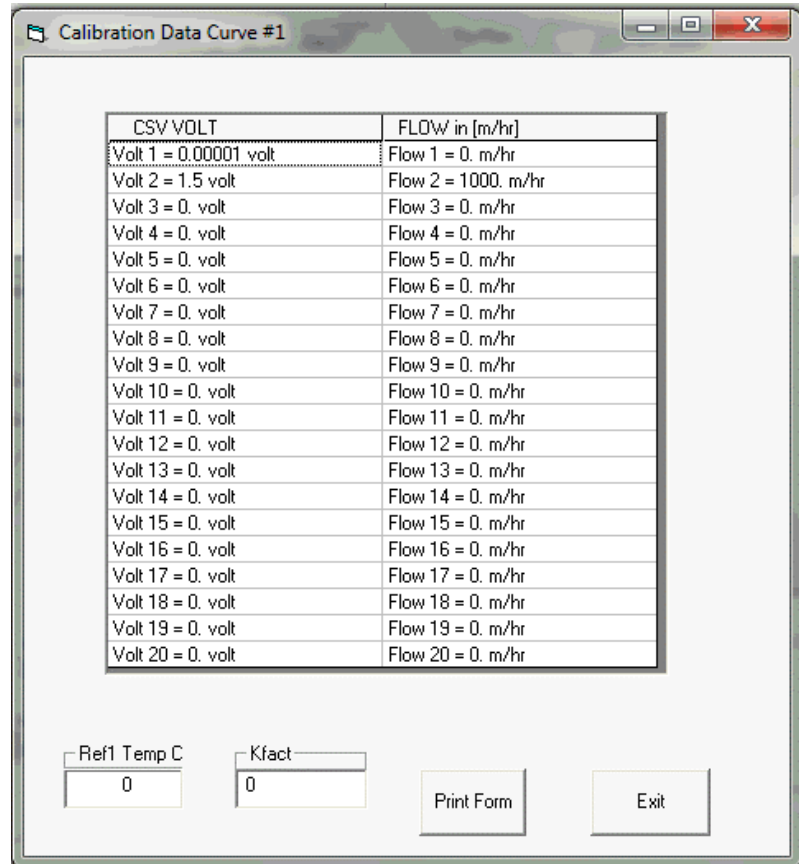 Calibration Data Curve #1
CSV VOLT FLOW in [m/hr]
Volt 1 = 0.00001 volt Flow 1 = 0. m/hr
Volt 2 = 1.5 volt Flow 2 = 1000. m/hr
Volt 3 = 0. volt Flow 3 = 0. m/hr
Volt 4 = 0. volt Flow 4 = 0. m/hr
Volt 5 = 0. volt Flow 5 = 0. m/hr
Volt 6 = 0. volt Flow 6 = 0. m/hr
Volt 7 = 0. volt Flow 7 = 0. m/hr
Volt 8 = 0. volt Flow 8 = 0. m/hr
Volt 9 = 0. volt Flow 9 = 0. m/hr
Volt 10 = 0. volt Flow 10 = 0. m/hr
Volt 11 = 0. volt Flow 11 = 0. m/hr
Volt 12 = 0. volt Flow 12 = 0. m/hr
Volt 13 = 0. volt Flow 13 = 0. m/hr
Volt 14 = 0. volt Flow 14 = 0. m/hr
Volt 15 = 0. volt Flow 15 = 0. m/hr
Volt 16 = 0. volt Flow 16 = 0. m/hr
Volt 17 = 0. volt Flow 17 = 0. m/hr
Volt 18 = 0. volt Flow 18 = 0. m/hr
Volt 19 = 0. volt Flow 19 = 0. m/hr
Volt 20 = 0. volt Flow 20 = 0. m/hr
Ref1 Temp C Kfact
0 0
Print Form Exit